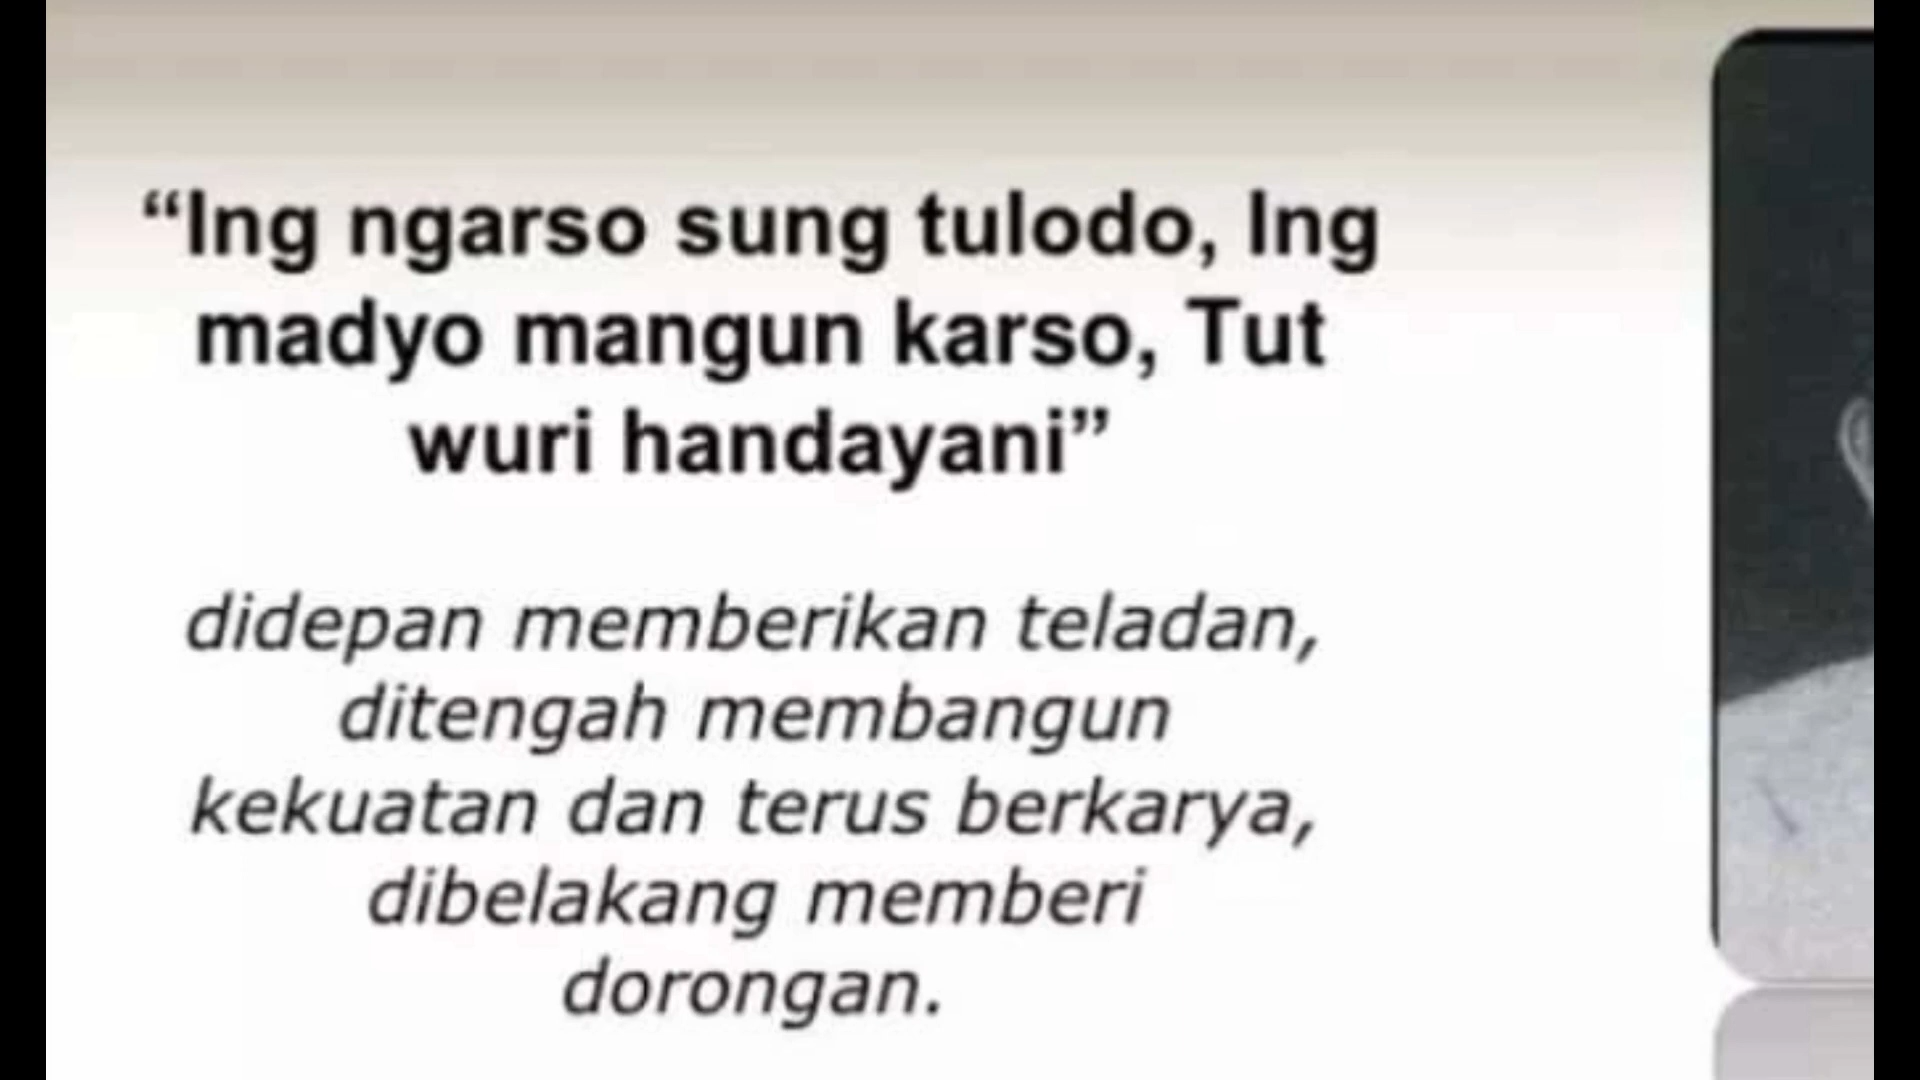 “Ing ngarso sung tulodo, Ing
madyo mangun karso, Tut
wuri handayani”
didepan memberikan teladan,
ditengah membangun
kekuatan dan terus berkarya,
dibelakang memberi
dorongan.